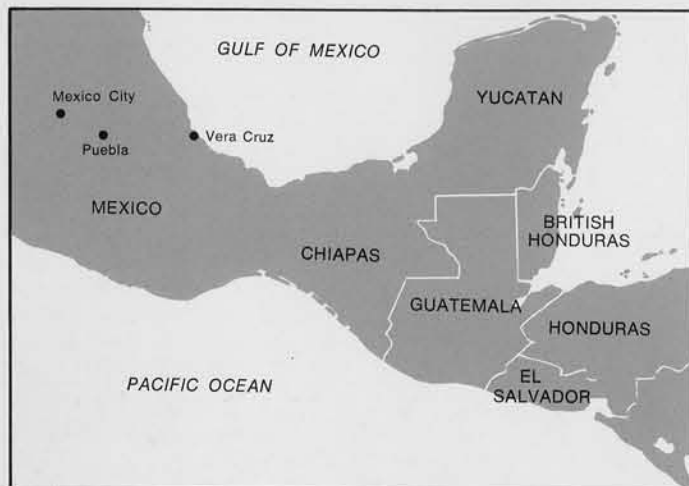 GULF OF MEXICO
YUCATAN
Mexico City
Puebla
Vera Cruz
MEXICO
CHIAPAS
BRITISH
HONDURAS
GUATEMALA
HONDURAS
EL
SALVADOR
PACIFIC OCEAN